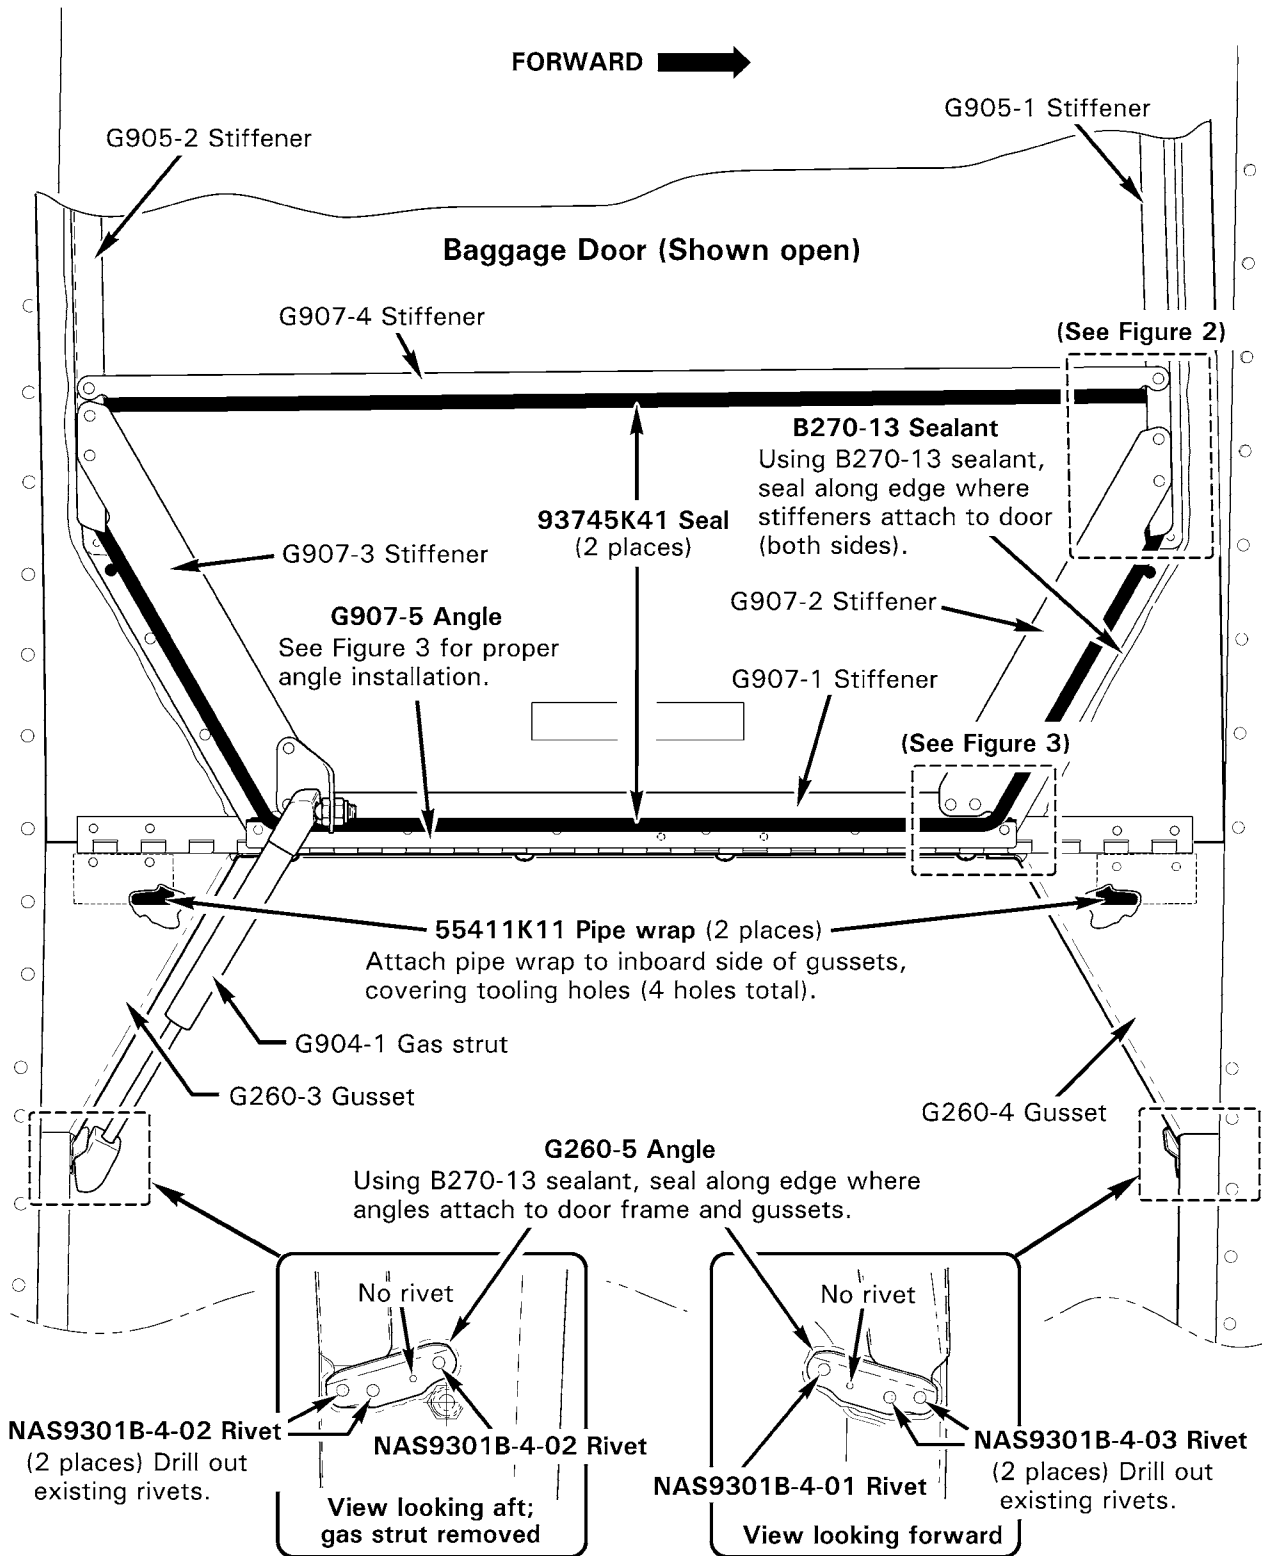 FORWARD
G905-1 Stiffener
G905-2 Stiffener
Baggage Door (Shown open)
G907-4 Stiffener
(See Figure 2)
B270-13 Sealant
Using B270-13 sealant,
seal along edge where
stiffeners attach to door
(both sides).
93745K41 Seal
(2 places)
G907-3 Stiffener
G907-2 Stiffener
G907-5 Angle
See Figure 3 for proper
angle installation.
G907-1 Stiffener
(See Figure 3)
55411K11 Pipe wrap (2 places)
Attach pipe wrap to inboard side of gussets,
covering tooling holes (4 holes total).
G904-1 Gas strut
G260-3 Gusset
G260-4 Gusset
G260-5 Angle
Using B270-13 sealant, seal along edge where
angles attach to door frame and gussets.
No rivet
NAS9301B-4-02 Rivet
(2 places) Drill out
existing rivets.
NAS9301B-4-02 Rivet
View looking aft;
gas strut removed
No rivet
NAS9301B-4-01 Rivet
NAS9301B-4-03 Rivet
(2 places) Drill out
existing rivets.
View looking forward